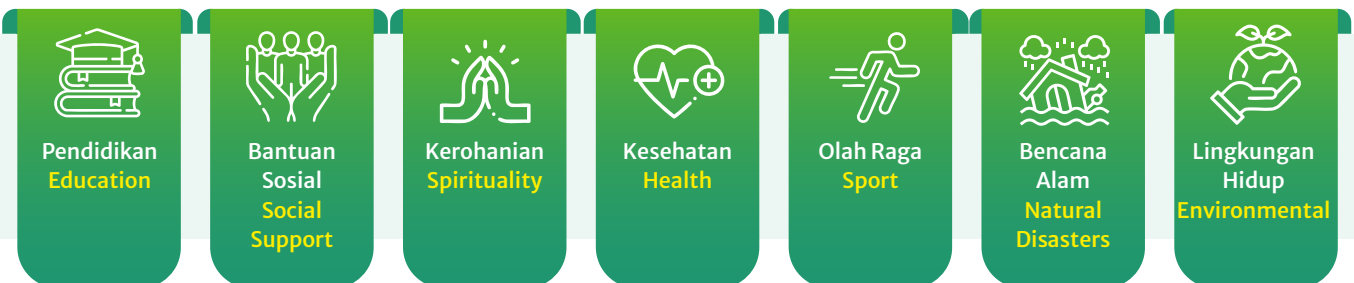 Pendidikan
Education
Bantuan
Sosial
Social
Support
Kerohanian
Spirituality
Kesehatan
Health
Olah Raga
Sport
Bencana
Alam
Natural
Disasters
Lingkungan
Hidup
Environmental